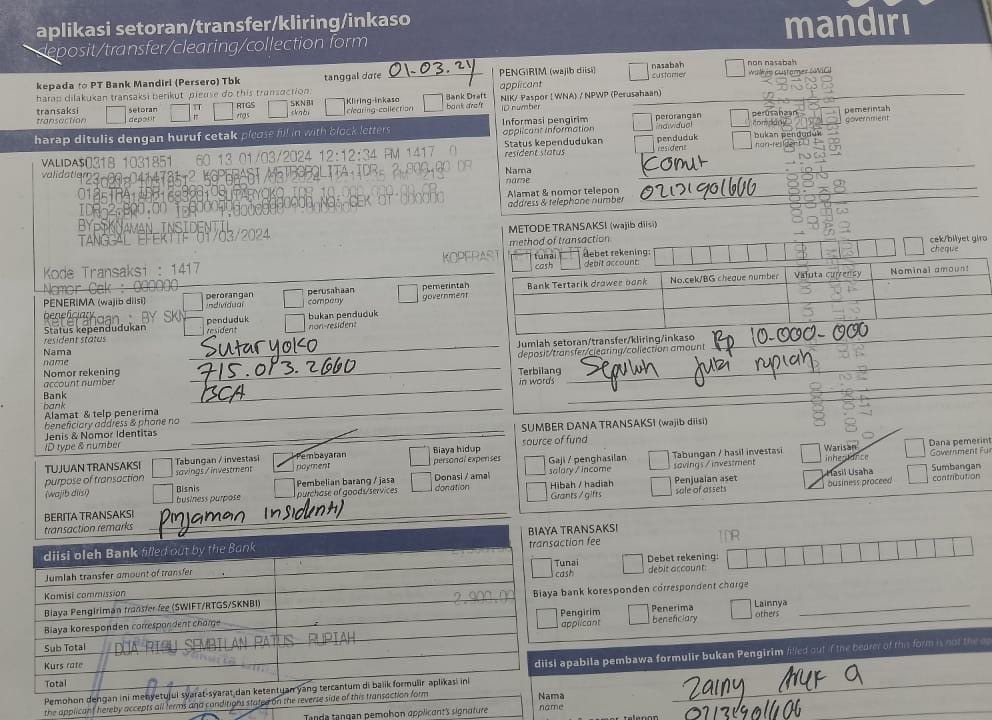 aplikasi setoran/transfer/kliring/inkaso
deposit/transfer/clearing/collection form
mandiri
kepada to PT Bank Mandiri (Persero) Tbk
tanggal date 01-03.24
harap dilakukan transaksi berikut please do this transaction:
transaksi transaction
setoran deposit
TT tt
RTGS rtgs
SKNBI sknbi
Kliring-inkaso clearing-collection
Bank Draft bank draft
harap ditulis dengan huruf cetak please fill in with block letters
VALIDAS
validation
0318 1031851 60 13 01/03/2024 12:12:34 PM 1417 0
BY SKN
TANGGAL EFEKTIF 01/03/2024
Kode Transaksi : 1417
Nomor Cek : 000000
Keterangan : BY SKN
PENERIMA (wajib diisi)
beneficiary
perorangan individual
perusahaan company
pemerintah government
Status kependudukan resident status
penduduk resident
bukan penduduk non-resident
Nama name Sutaryoko
Nomor rekening account number 715.013.2660
Bank bank BCA
Alamat & telp penerima
beneficiary address & phone no
Jenis & Nomor Identitas
ID type & number
TUJUAN TRANSAKSI
purpose of transaction
(wajib diisi)
Tabungan / investasi savings / investment
Pembayaran payment
Biaya hidup personal expenses
Bisnis business purpose
Pembelian barang / jasa purchase of goods/services
Donasi / amal donation
BERITA TRANSAKSI
transaction remarks
pinjaman insidentil
diisi oleh Bank filled out by the Bank
Jumlah transfer amount of transfer
Komisi commission
Biaya Pengiriman transfer fee (SWIFT/RTGS/SKNBI) 2.900.00
Biaya koresponden correspondent charge
Sub Total DUA RIBU SEMBILAN RATUS RUPIAH
Kurs rate
Total
Pemohon dengan ini menyetujui syarat-syarat dan ketentuan yang tercantum di balik formulir aplikasi ini
the applicant hereby accepts all terms and conditions stated on the reverse side of this transaction form
Tanda tangan pemohon applicant's signature
PENGIRIM (wajib diisi)
applicant
nasabah customer
non nasabah walk in customer (WIC)
NIK/ Paspor (WNA) / NPWP (Perusahaan)
ID number
Informasi pengirim
applicant information
perorangan individual
perusahaan company
pemerintah government
Status kependudukan
resident status
penduduk resident
bukan penduduk non-resident
Nama name
Alamat & nomor telepon
address & telephone number
02131901666
METODE TRANSAKSI (wajib diisi)
method of transaction
tunai cash
debet rekening: debit account:
cek/bilyet giro cheque
Bank Tertarik drawee bank
No.cek/BG cheque number
Valuta currency
Nominal amount
Jumlah setoran/transfer/kliring/inkaso
deposit/transfer/clearing/collection amount
Rp 10.000.000
Terbilang in words
Sepuluh juta rupiah
SUMBER DANA TRANSAKSI (wajib diisi)
source of fund
Gaji / penghasilan salary / income
Tabungan / hasil investasi savings / investment
Warisan inheritance
Dana pemerint
Government Fun
Hibah / hadiah Grants / gifts
Penjualan aset sale of assets
Hasil Usaha business proceed
Sumbangan contribution
BIAYA TRANSAKSI
transaction fee
IDR
Tunai cash
Debet rekening: debit account:
Biaya bank koresponden correspondent charge
Pengirim applicant
Penerima beneficiary
Lainnya others
diisi apabila pembawa formulir bukan Pengirim filled out if the bearer of this form is not the
Nama name